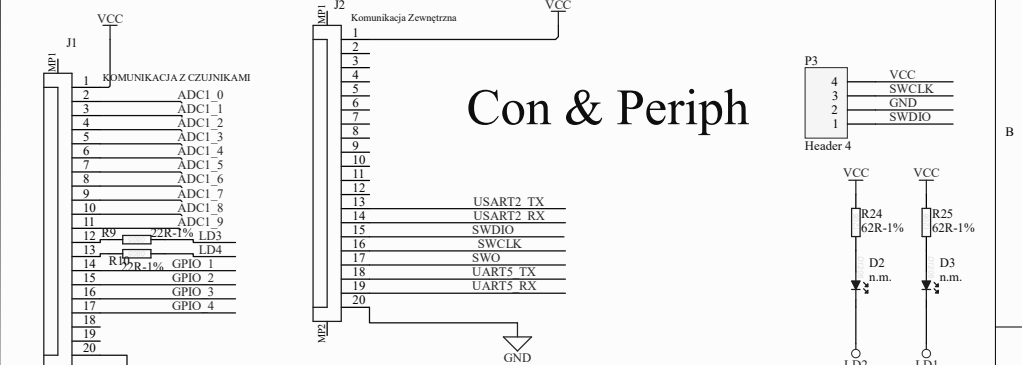 J1
VCC
MP1
KOMUNIKACJA Z CZUJNIKAMI
1
2 ADC1_0
3 ADC1_1
4 ADC1_2
5 ADC1_3
6 ADC1_4
7 ADC1_5
8 ADC1_6
9 ADC1_7
10 ADC1_8
11 ADC1_9
12 R9 22R-1% LD3
13 R10 22R-1% LD4
14 GPIO_1
15 GPIO_2
16 GPIO_3
17 GPIO_4
18
19
20
J2
VCC
MP1
Komunikacja Zewnętrzna
1
2
3
4
5
6
7
8
9
10
11
12
13 USART2_TX
14 USART2_RX
15 SWDIO
16 SWCLK
17 SWO
18 UART5_TX
19 UART5_RX
20
MP2
GND
Con & Periph
P3
4 VCC
3 SWCLK
2 GND
1 SWDIO
Header 4
B
VCC
R24
62R-1%
D2
n.m.
LD2
VCC
R25
62R-1%
D3
n.m.
LD1